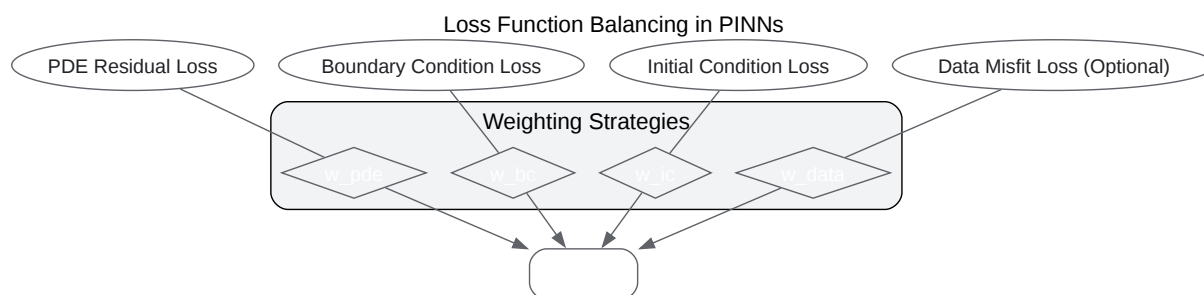 Loss Function Balancing in PINNs
PDE Residual Loss
Boundary Condition Loss
Initial Condition Loss
Data Misfit Loss (Optional)
Weighting Strategies
w_pde
w_bc
w_ic
w_data